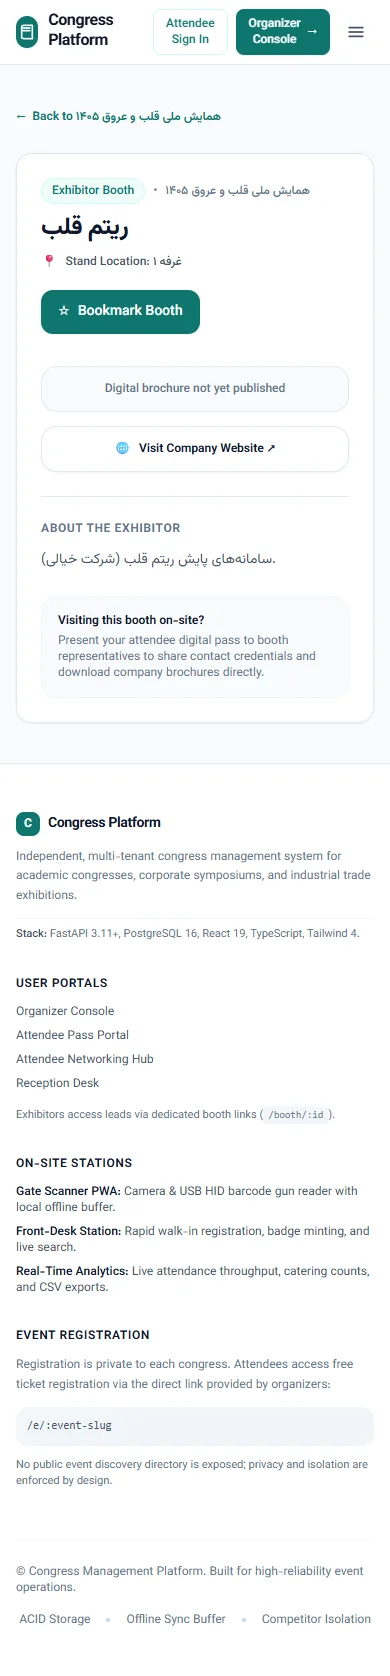 Congress
Platform
Attendee
Sign In
Organizer
Console →
← Back to همایش ملی قلب و عروق ۱۴۰۵
Exhibitor Booth • همایش ملی قلب و عروق ۱۴۰۵
ریتم قلب
📍 Stand Location: غرفه ۱
☆ Bookmark Booth
Digital brochure not yet published
🌐 Visit Company Website ↗
ABOUT THE EXHIBITOR
سامانه‌های پایش ریتم قلب (شرکت خیالی).
Visiting this booth on-site?
Present your attendee digital pass to booth
representatives to share contact credentials and
download company brochures directly.
C Congress Platform
Independent, multi-tenant congress management system for
academic congresses, corporate symposiums, and industrial trade
exhibitions.
Stack: FastAPI 3.11+, PostgreSQL 16, React 19, TypeScript, Tailwind 4.
USER PORTALS
Organizer Console
Attendee Pass Portal
Attendee Networking Hub
Reception Desk
Exhibitors access leads via dedicated booth links ( /booth/:id ).
ON-SITE STATIONS
Gate Scanner PWA: Camera & USB HID barcode gun reader with
local offline buffer.
Front-Desk Station: Rapid walk-in registration, badge minting, and
live search.
Real-Time Analytics: Live attendance throughput, catering counts,
and CSV exports.
EVENT REGISTRATION
Registration is private to each congress. Attendees access free
ticket registration via the direct link provided by organizers:
/e/:event-slug
No public event discovery directory is exposed; privacy and isolation are
enforced by design.
© Congress Management Platform. Built for high-reliability event
operations.
ACID Storage • Offline Sync Buffer • Competitor Isolation